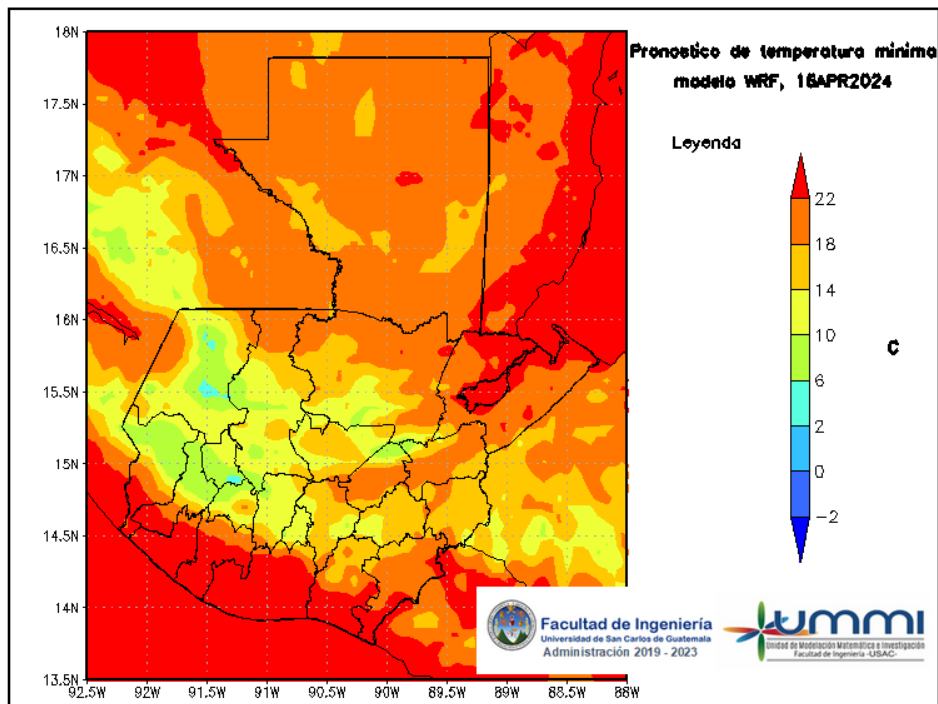 Pronostico de temperatura minima
modelo WRF, 16APR2024
Leyenda
22
18
14
10
6
2
0
-2
C
18N
17.5N
17N
16.5N
16N
15.5N
15N
14.5N
14N
13.5N
92.5W 92W 91.5W 91W 90.5W 90W 89.5W 89W 88.5W 88W
Facultad de Ingeniería
Universidad de San Carlos de Guatemala
Administración 2019 - 2023
ummi
Unidad de Modelación Matemática e Investigación
Facultad de Ingeniería -USAC-